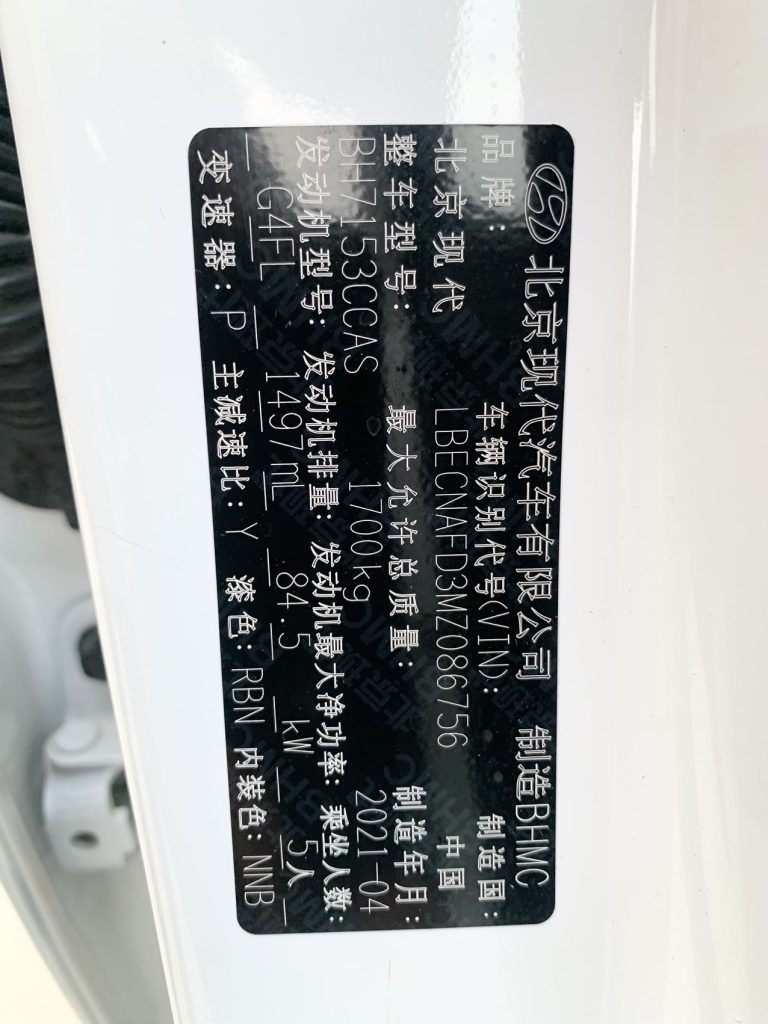 北京现代汽车有限公司 制造BHMC
品牌: 车辆识别代号(VIN): 制造国:
北京现代 LBECNAFD3MZ086756 中国
整车型号: 最大允许总质量: 制造年月:
BH7153CCAS 1700kg 2021-04
发动机型号: 发动机排量: 发动机最大净功率: 乘坐人数:
G4FL 1497mL 84.5 kW 5人
变速器: P 主减速比: Y 漆色: RBN 内装色: NNB